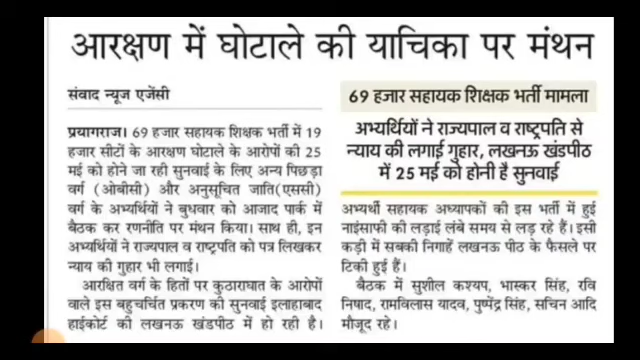 आरक्षण में घोटाले की याचिका पर मंथन
संवाद न्यूज एजेंसी
प्रयागराज। 69 हजार सहायक शिक्षक भर्ती में 19
हजार सीटों के आरक्षण घोटाले के आरोपों की 25
मई को होने जा रही सुनवाई के लिए अन्य पिछड़ा
वर्ग (ओबीसी) और अनुसूचित जाति(एससी)
वर्ग के अभ्यर्थियों ने बुधवार को आजाद पार्क में
बैठक कर रणनीति पर मंथन किया। साथ ही, इन
अभ्यर्थियों ने राज्यपाल व राष्ट्रपति को पत्र लिखकर
न्याय की गुहार भी लगाई।
आरक्षित वर्ग के हितों पर कुठाराघात के आरोपों
वाले इस बहुचर्चित प्रकरण की सुनवाई इलाहाबाद
हाईकोर्ट की लखनऊ खंडपीठ में हो रही है।
69 हजार सहायक शिक्षक भर्ती मामला
अभ्यर्थियों ने राज्यपाल व राष्ट्रपति से
न्याय की लगाई गुहार, लखनऊ खंडपीठ
में 25 मई को होनी है सुनवाई
अभ्यर्थी सहायक अध्यापकों की इस भर्ती में हुई
नाइंसाफी की लड़ाई लंबे समय से लड़ रहे हैं। इसी
कड़ी में सबकी निगाहें लखनऊ पीठ के फैसले पर
टिकी हुई हैं।
बैठक में सुशील कश्यप, भास्कर सिंह, रवि
निषाद, रामविलास यादव, पुष्पेंद्र सिंह, सचिन आदि
मौजूद रहे।